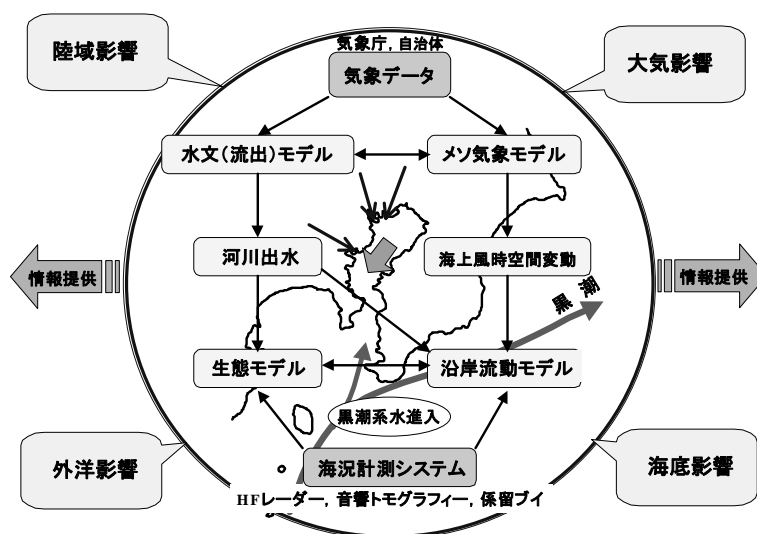 気象庁，自治体
陸域影響
大気影響
気象データ
水文（流出）モデル
メソ気象モデル
河川出水
海上風時空間変動
情報提供
情報提供
黒潮
生態モデル
沿岸流動モデル
黒潮系水進入
外洋影響
海底影響
海況計測システム
HFレーダー，音響トモグラフィー，係留ブイ